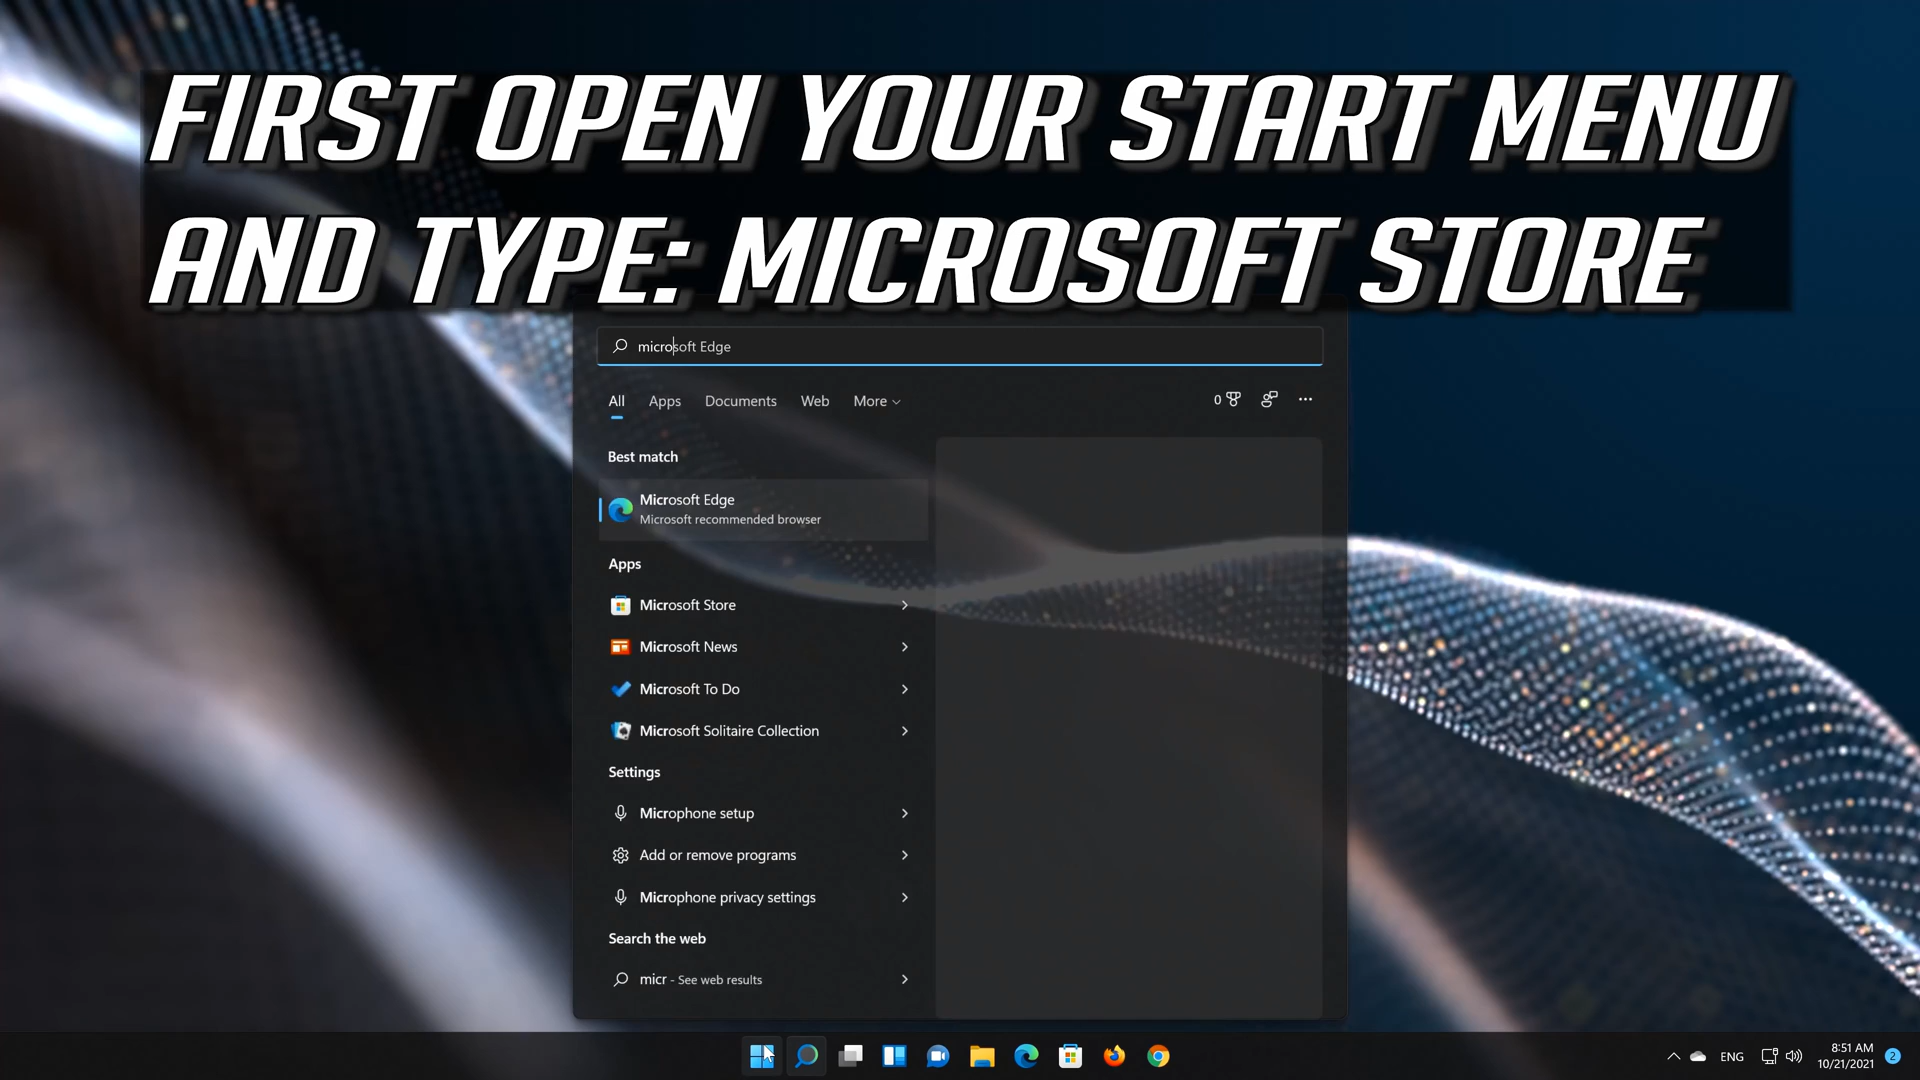 FIRST OPEN YOUR START MENU
AND TYPE: MICROSOFT STORE
microsoft Edge
All Apps Documents Web More 0
Best match
Microsoft Edge
Microsoft recommended browser
Apps
Microsoft Store
Microsoft News
Microsoft To Do
Microsoft Solitaire Collection
Settings
Microphone setup
Add or remove programs
Microphone privacy settings
Search the web
micr - See web results
ENG
8:51 AM
10/21/2021
2